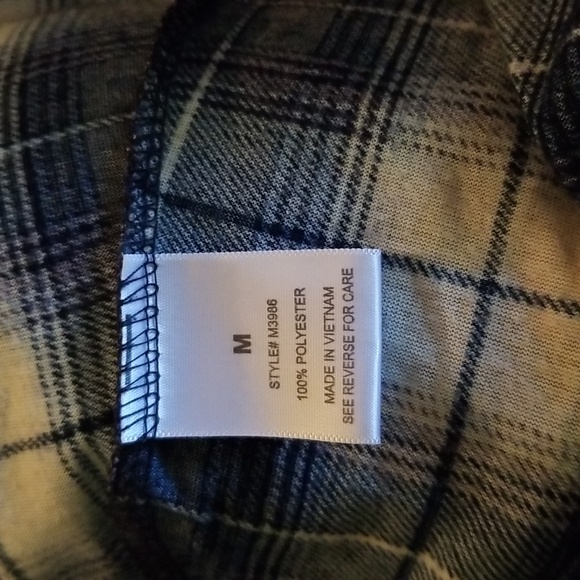 M
STYLE# M3986
100% POLYESTER
MADE IN VIETNAM
SEE REVERSE FOR CARE